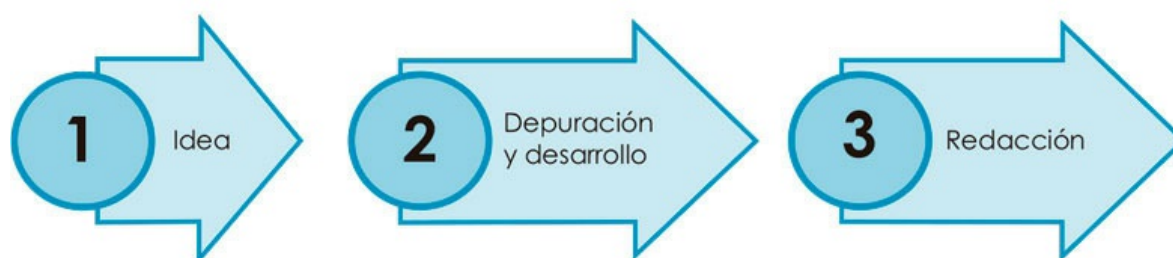 1
Idea
2
Depuración
y desarrollo
3
Redacción